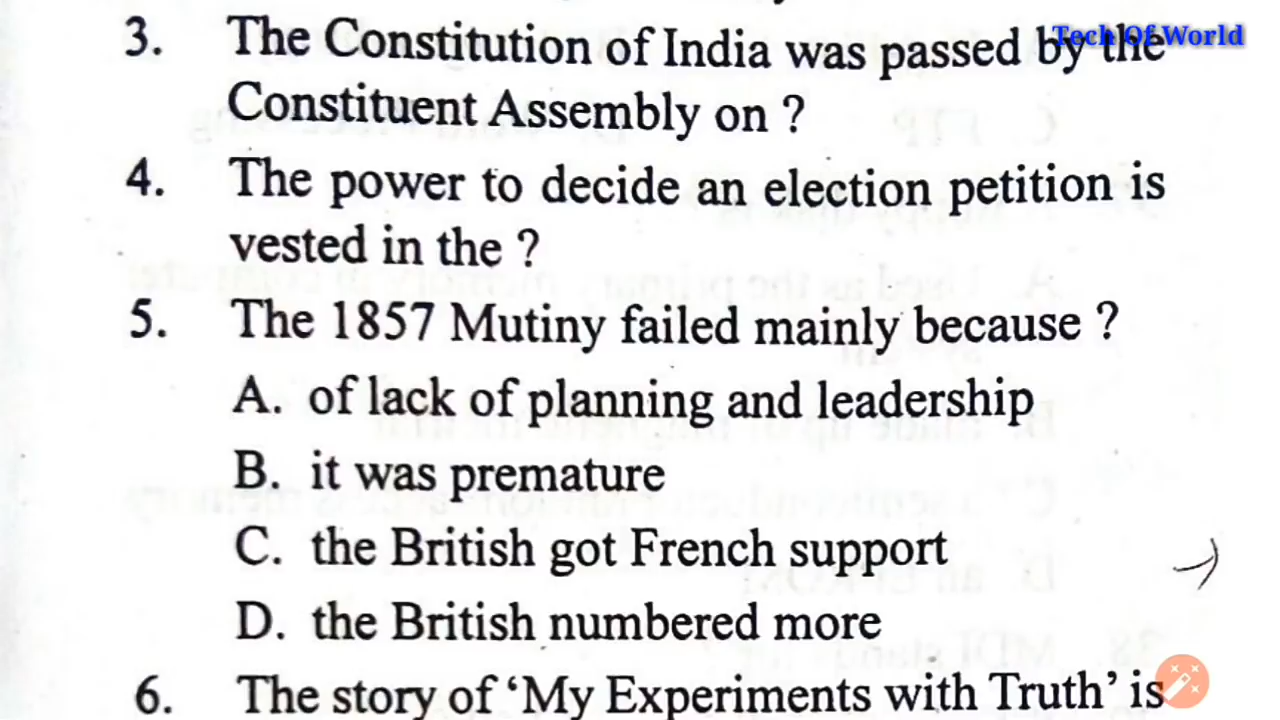 Tech Of World
3. The Constitution of India was passed by the
Constituent Assembly on ?
4. The power to decide an election petition is
vested in the ?
5. The 1857 Mutiny failed mainly because ?
A. of lack of planning and leadership
B. it was premature
C. the British got French support
D. the British numbered more
6. The story of ‘My Experiments with Truth’ is